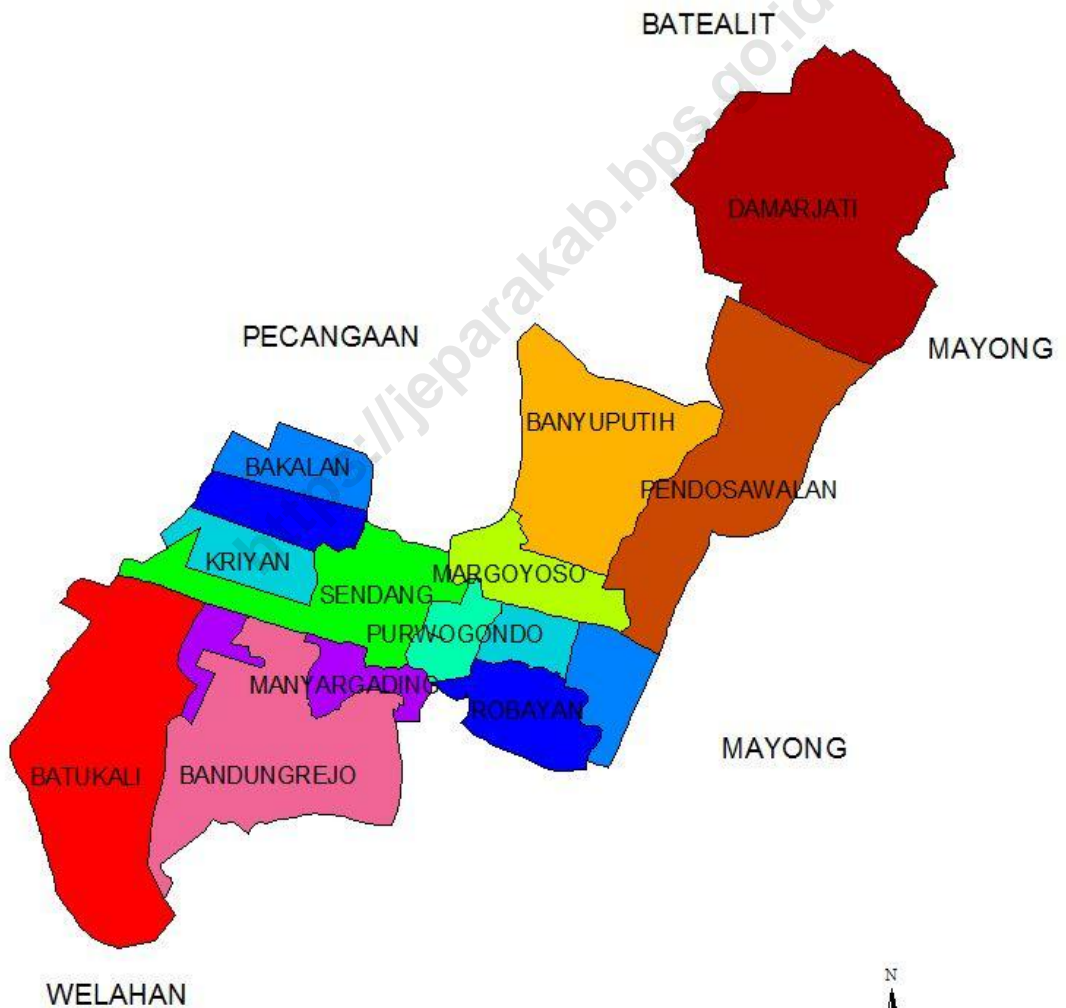 BATEALIT
https://jeparakab.bps.go.id
DAMARJATI
PECANGAAN
MAYONG
BANYUPUTIH
BAKALAN
PENDOSAWALAN
KRIYAN
MARGOYOSO
SENDANG
PURWOGONDO
MANYARGADING
ROBAYAN
MAYONG
BATUKALI
BANDUNGREJO
N
WELAHAN